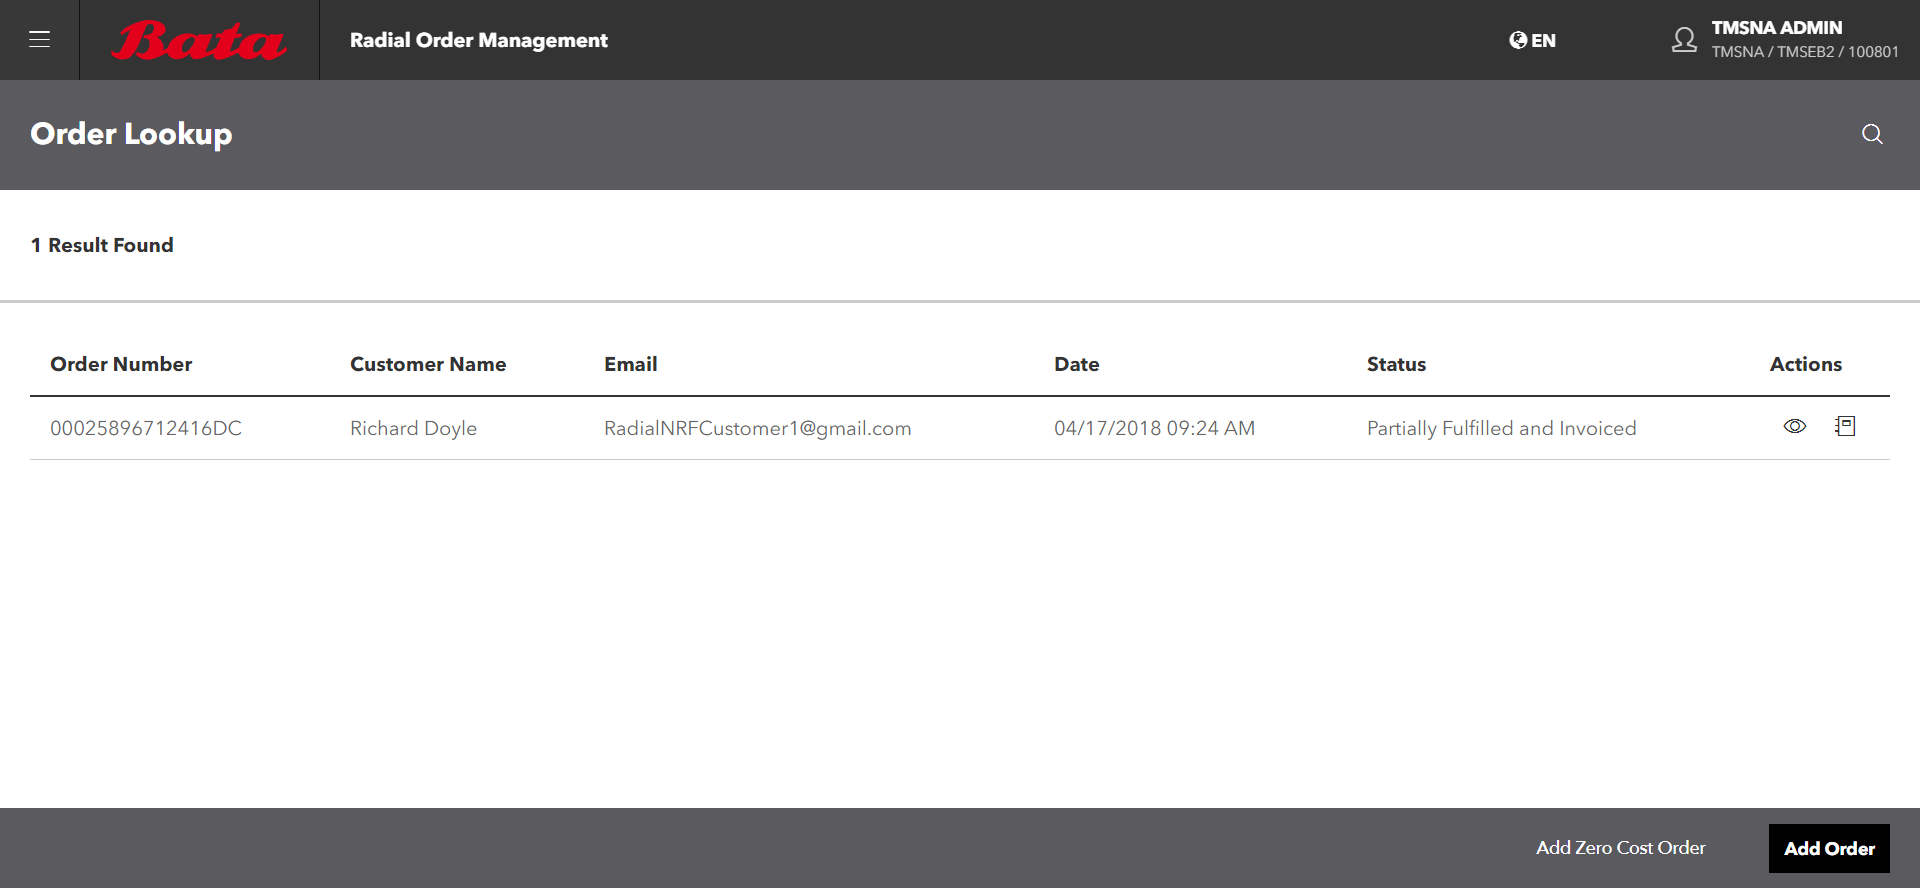 Bata
Radial Order Management
EN
TMSNA ADMIN
TMSNA / TMSEB2 / 100801
Order Lookup
1 Result Found
Order Number Customer Name Email Date Status Actions
00025896712416DC Richard Doyle RadialNRFCustomer1@gmail.com 04/17/2018 09:24 AM Partially Fulfilled and Invoiced
Add Zero Cost Order
Add Order